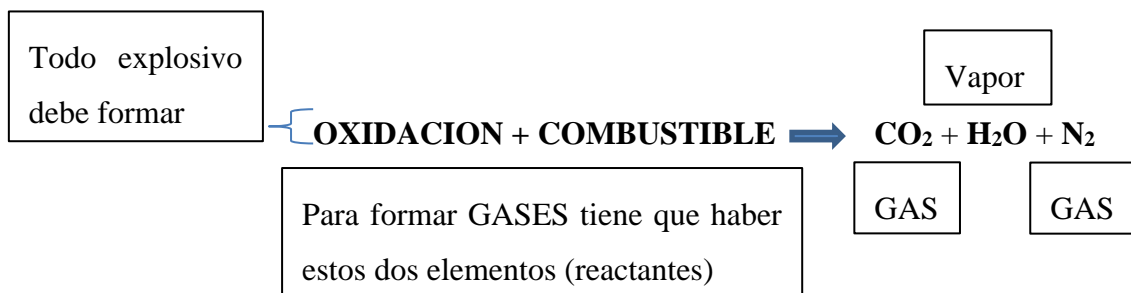 Todo explosivo
debe formar
Vapor
OXIDACION + COMBUSTIBLE CO₂ + H₂O + N₂
Para formar GASES tiene que haber
estos dos elementos (reactantes)
GAS
GAS